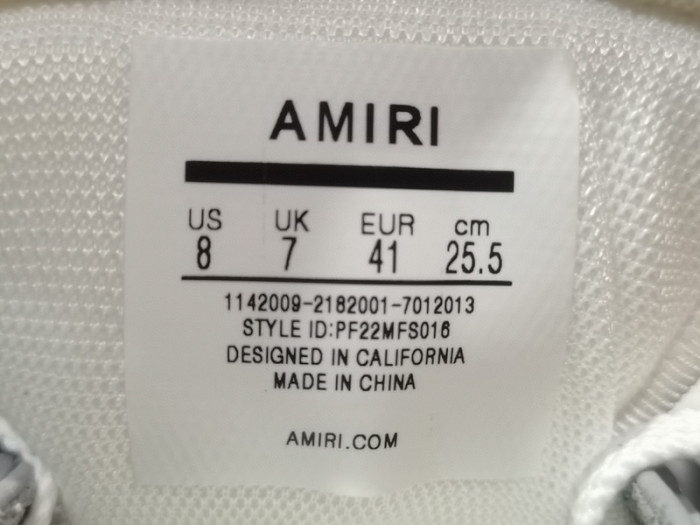 AMIRI
US UK EUR cm
8 7 41 25.5
1142009-2182001-7012013
STYLE ID:PF22MFS016
DESIGNED IN CALIFORNIA
MADE IN CHINA
AMIRI.COM